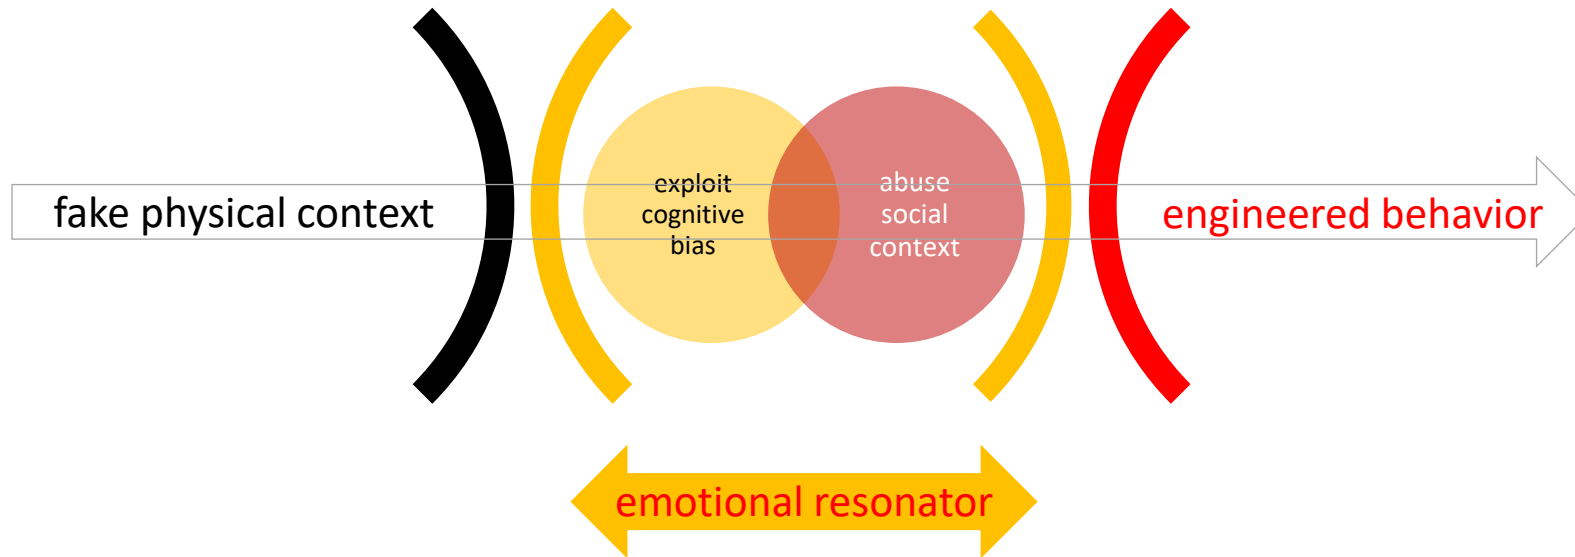 fake physical context
exploit
cognitive
bias
abuse
social
context
engineered behavior
emotional resonator